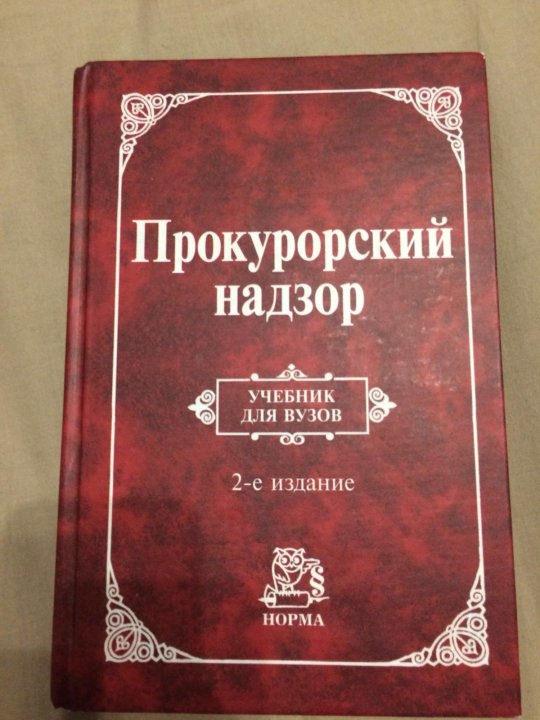 Прокурорский
надзор
УЧЕБНИК
ДЛЯ ВУЗОВ
2-е издание
§
НОРМА